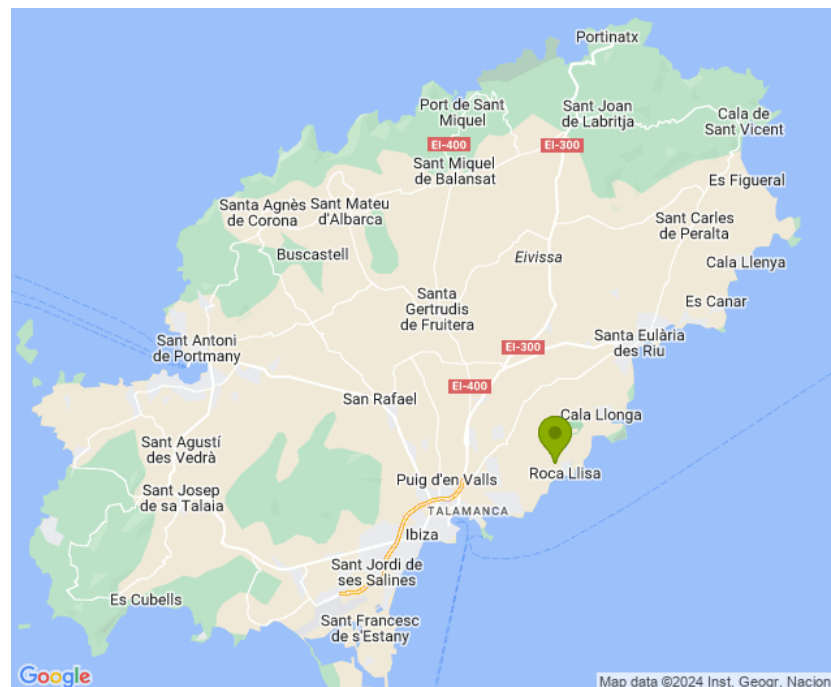 Portinatx
Port de Sant
Miquel
Sant Joan
de Labritja
Cala de
Sant Vicent
EI-400
EI-300
Sant Miquel
de Balansat
Es Figueral
Santa Agnès
de Corona
Sant Mateu
d'Albarca
Sant Carles
de Peralta
Buscastell
Eivissa
Cala Llenya
Santa
Gertrudis
de Fruitera
Es Canar
Sant Antoni
de Portmany
Santa Eulària
des Riu
EI-300
EI-400
San Rafael
Cala Llonga
Sant Agustí
des Vedrà
Roca Llisa
Puig d'en Valls
Sant Josep
de sa Talaia
TALAMANCA
Ibiza
Sant Jordi de
ses Salines
Es Cubells
Sant Francesc
de s'Estany
Google
Map data ©2024 Inst. Geogr. Nacion